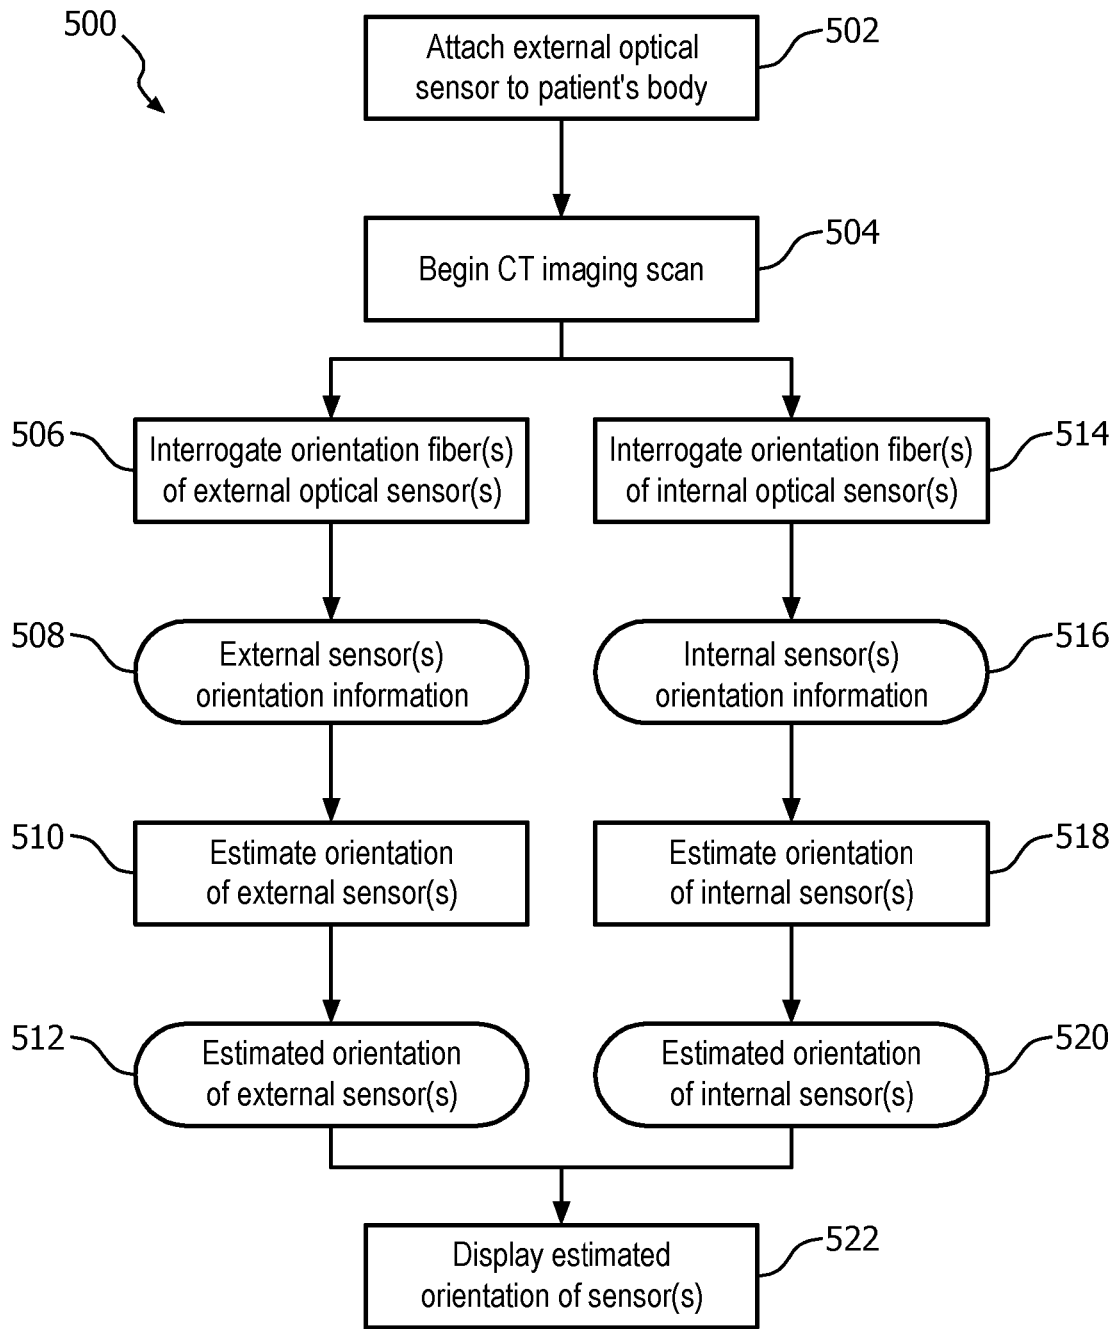 500
Attach external optical
sensor to patient's body
502
Begin CT imaging scan
504
506
Interrogate orientation fiber(s)
of external optical sensor(s)
Interrogate orientation fiber(s)
of internal optical sensor(s)
514
508
External sensor(s)
orientation information
Internal sensor(s)
orientation information
516
510
Estimate orientation
of external sensor(s)
Estimate orientation
of internal sensor(s)
518
512
Estimated orientation
of external sensor(s)
Estimated orientation
of internal sensor(s)
520
Display estimated
orientation of sensor(s)
522